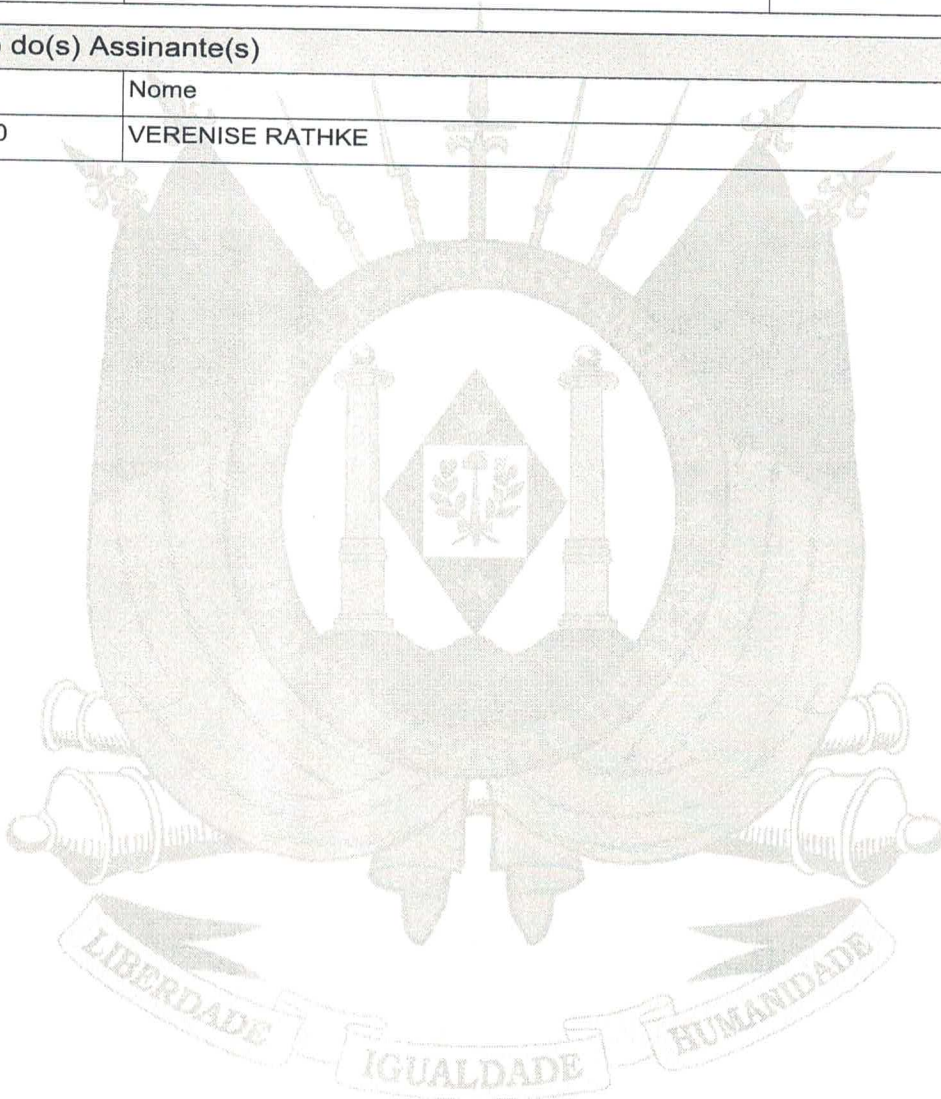 do(s) Assinante(s)
Nome
0 VERENISE RATHKE
LIBERDADE
IGUALDADE
HUMANIDADE